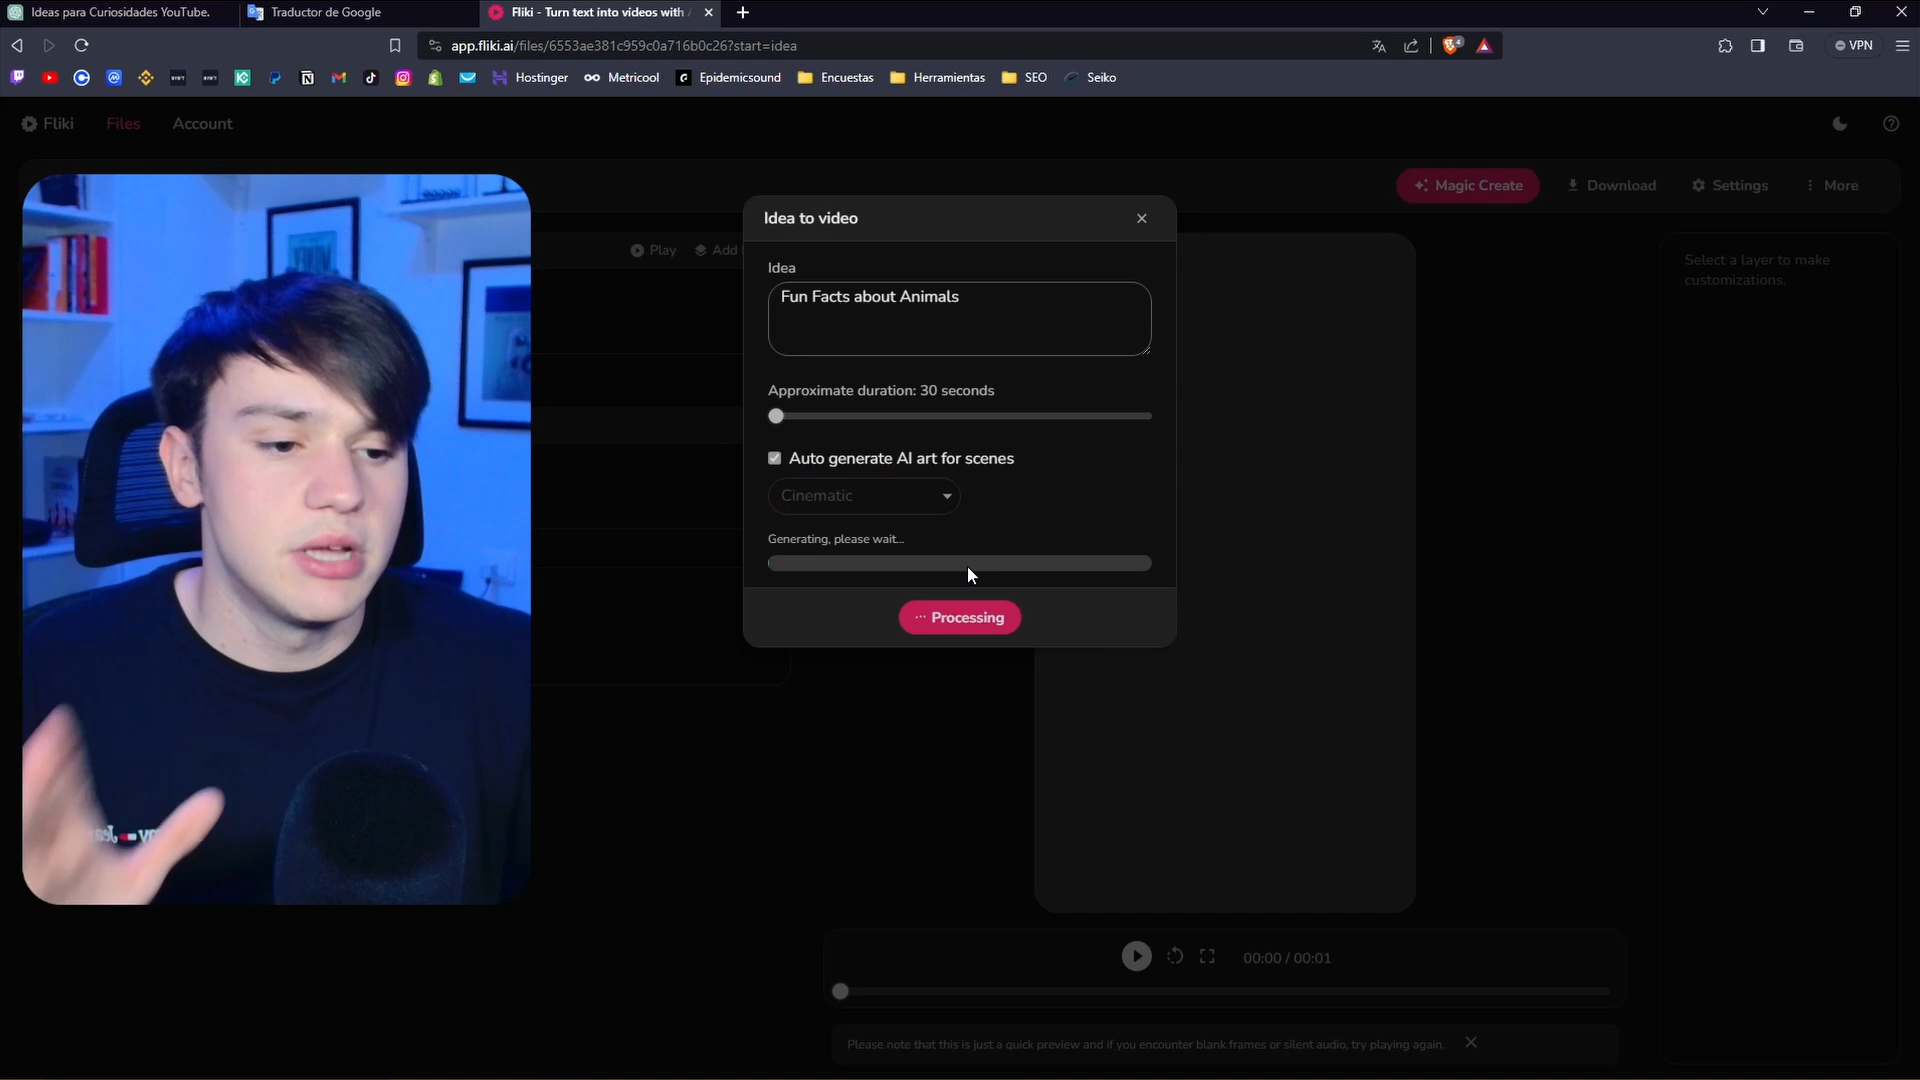 Ideas para Curiosidades YouTube.
Traductor de Google
Fliki - Turn text into videos with
app.fliki.ai/files/6553ae381c959c0a716b0c26?start=idea
VPN
Hostinger
Metricool
Epidemicsound
Encuestas
Herramientas
SEO
Seiko
Fliki
Files
Account
Magic Create
Download
Settings
More
Play
Add
Idea to video
Idea
Fun Facts about Animals
Approximate duration: 30 seconds
Auto generate AI art for scenes
Cinematic
Generating, please wait...
Processing
Select a layer to make
customizations.
00:00 / 00:01
Please note that this is just a quick preview and if you encounter blank frames or silent audio, try playing again.